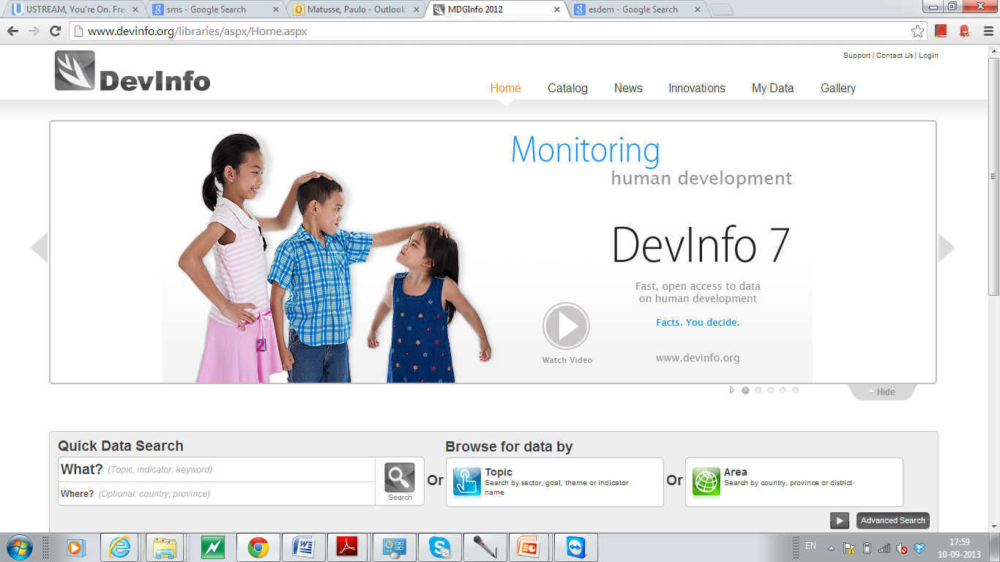 USTREAM, You're On. Free
sms - Google Search
Matusse, Paulo - Outlook
MDGInfo 2012
esdem - Google Search
www.devinfo.org/libraries/aspx/Home.aspx
Support | Contact Us | Login
DevInfo
Home
Catalog
News
Innovations
My Data
Gallery
Monitoring
human development
DevInfo 7
Fast, open access to data
on human development
Facts. You decide.
Watch Video
www.devinfo.org
Hide
Quick Data Search
What? (Topic, indicator, keyword)
Where? (Optional: country, province)
Search
Or
Browse for data by
Topic
Search by sector, goal, theme or indicator
name
Or
Area
Search by country, province or district
Advanced Search
EN
17:59
10-09-2013